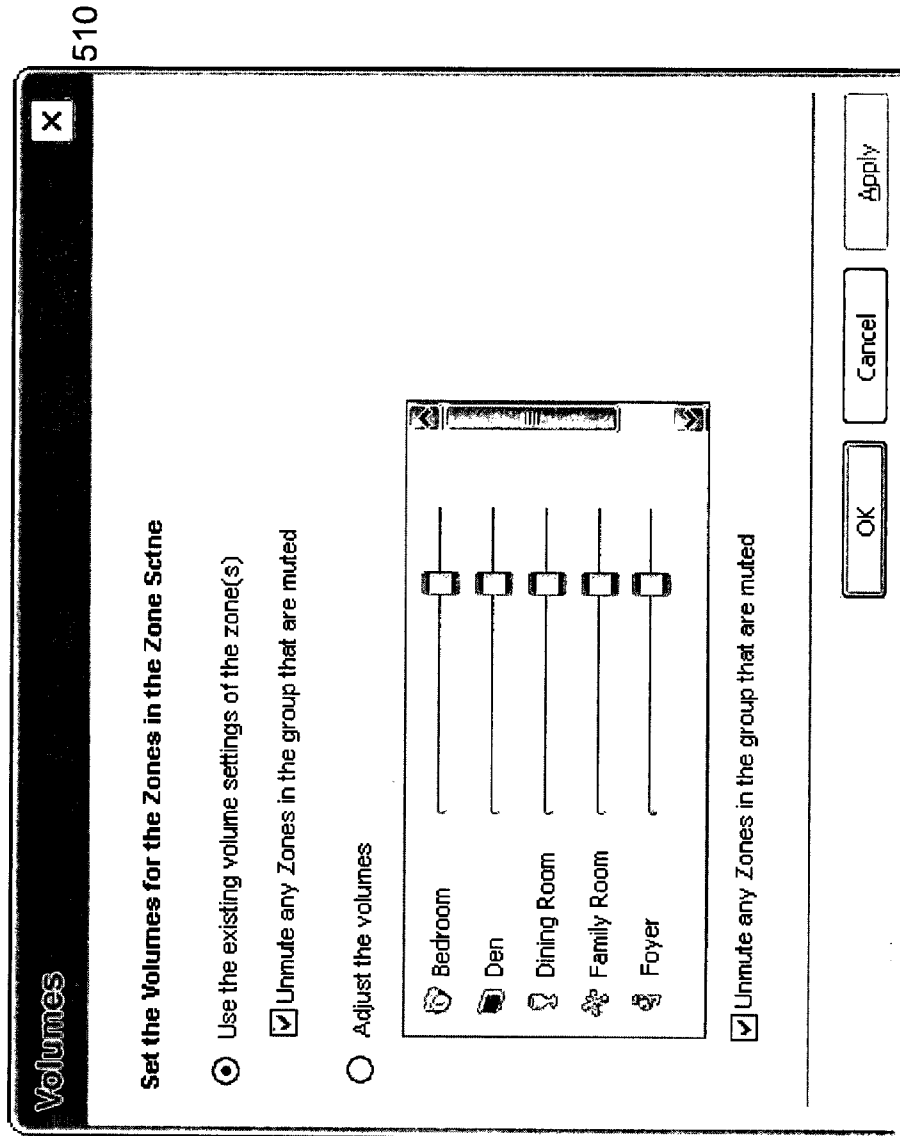 510
Volumes
Set the Volumes for the Zones in the Zone Sctne
Use the existing volume settings of the zone(s)
Unmute any Zones in the group that are muted
Adjust the volumes
Bedroom
Den
Dining Room
Family Room
Foyer
Unmute any Zones in the group that are muted
OK
Cancel
Apply